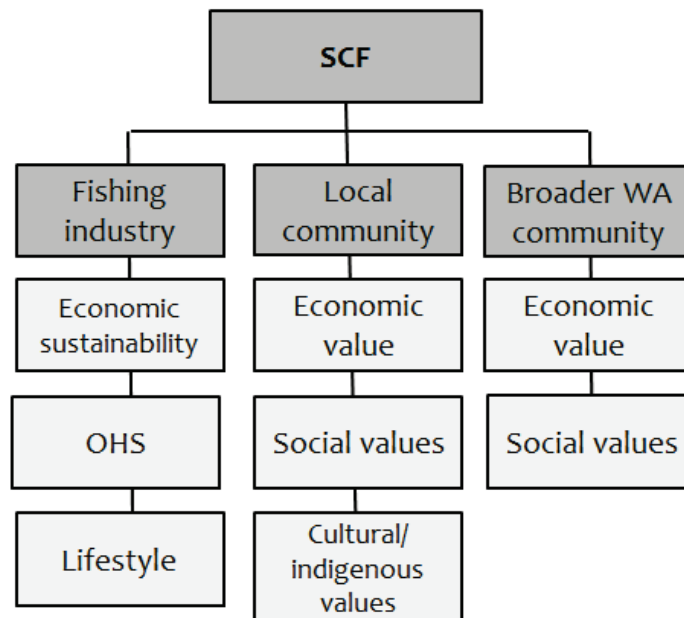 SCF
Fishing
industry
Local
community
Broader WA
community
Economic
sustainability
Economic
value
Economic
value
OHS
Social values
Social values
Lifestyle
Cultural/
indigenous
values